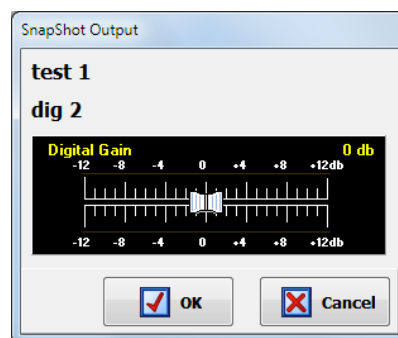 SnapShot Output
test 1
dig 2
Digital Gain 0 db
-12 -8 -4 0 +4 +8 +12db
-12 -8 -4 0 +4 +8 +12db
OK Cancel